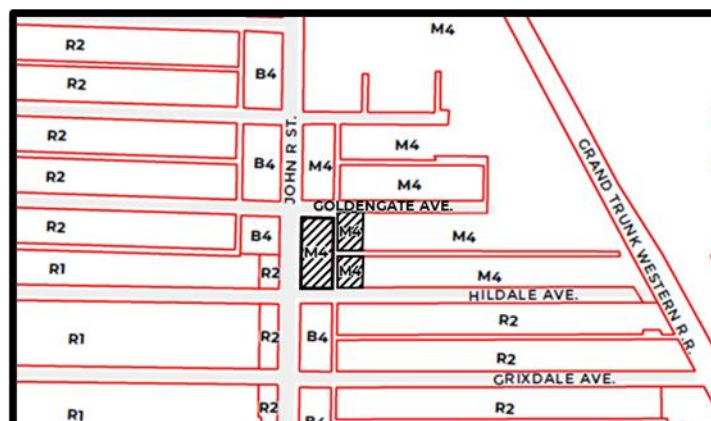 M4
R2
B4
R2
JOHN R ST.
R2
B4
M4
M4
R2
M4
GOLDENGATE AVE.
R2
B4
M4
M4
M4
R1
R2
M4
M4
HILDALE AVE.
GRAND TRUNK WESTERN R.R.
R1
R2
B4
R2
R2
GRIXDALE AVE.
R1
R2
B4
R2